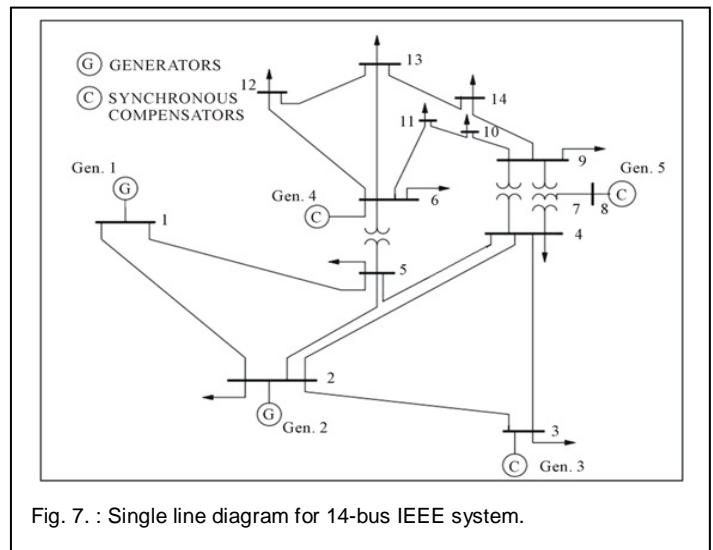 G GENERATORS
C SYNCHRONOUS
COMPENSATORS
13
12
14
11
10
9
Gen. 1
G
1
Gen. 4
C
6
Gen. 5
7
8
C
4
5
2
G
Gen. 2
3
C
Gen. 3
Fig. 7. : Single line diagram for 14-bus IEEE system.